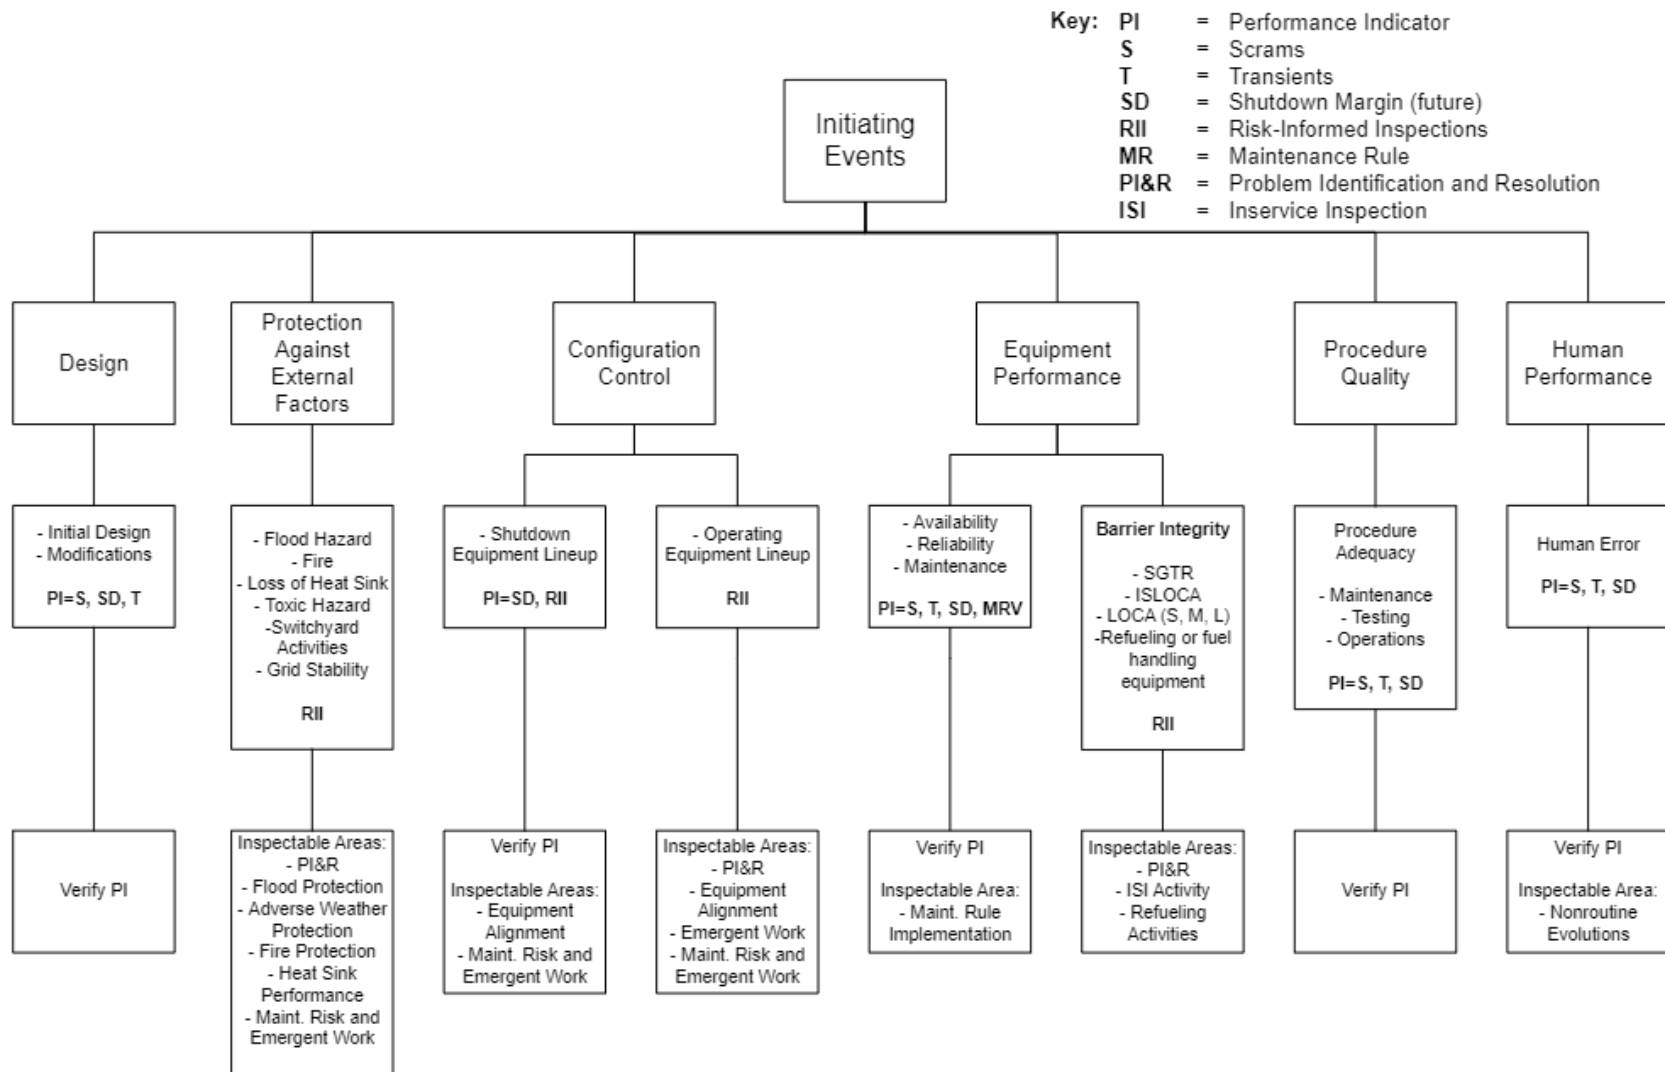 Key: PI = Performance Indicator
S = Scrams
T = Transients
SD = Shutdown Margin (future)
RII = Risk-Informed Inspections
MR = Maintenance Rule
PI&R = Problem Identification and Resolution
ISI = Inservice Inspection
Initiating
Events
Design
Protection
Against
External
Factors
Configuration
Control
Equipment
Performance
Procedure
Quality
Human
Performance
- Initial Design
- Modifications
PI=S, SD, T
- Flood Hazard
- Fire
- Loss of Heat Sink
- Toxic Hazard
-Switchyard
Activities
- Grid Stability
RII
- Shutdown
Equipment Lineup
PI=SD, RII
- Operating
Equipment Lineup
RII
- Availability
- Reliability
- Maintenance
PI=S, T, SD, MRV
Barrier Integrity
- SGTR
- ISLOCA
- LOCA (S, M, L)
-Refueling or fuel
handling
equipment
RII
Procedure
Adequacy
- Maintenance
- Testing
- Operations
PI=S, T, SD
Human Error
PI=S, T, SD
Verify PI
Inspectable Areas:
- PI&R
- Flood Protection
- Adverse Weather
Protection
- Fire Protection
- Heat Sink
Performance
- Maint. Risk and
Emergent Work
Verify PI
Inspectable Areas:
- Equipment
Alignment
- Maint. Risk and
Emergent Work
Inspectable Areas:
- PI&R
- Equipment
Alignment
- Emergent Work
- Maint. Risk and
Emergent Work
Verify PI
Inspectable Area:
- Maint. Rule
Implementation
Inspectable Areas:
- PI&R
- ISI Activity
- Refueling
Activities
Verify PI
Verify PI
Inspectable Area:
- Nonroutine
Evolutions